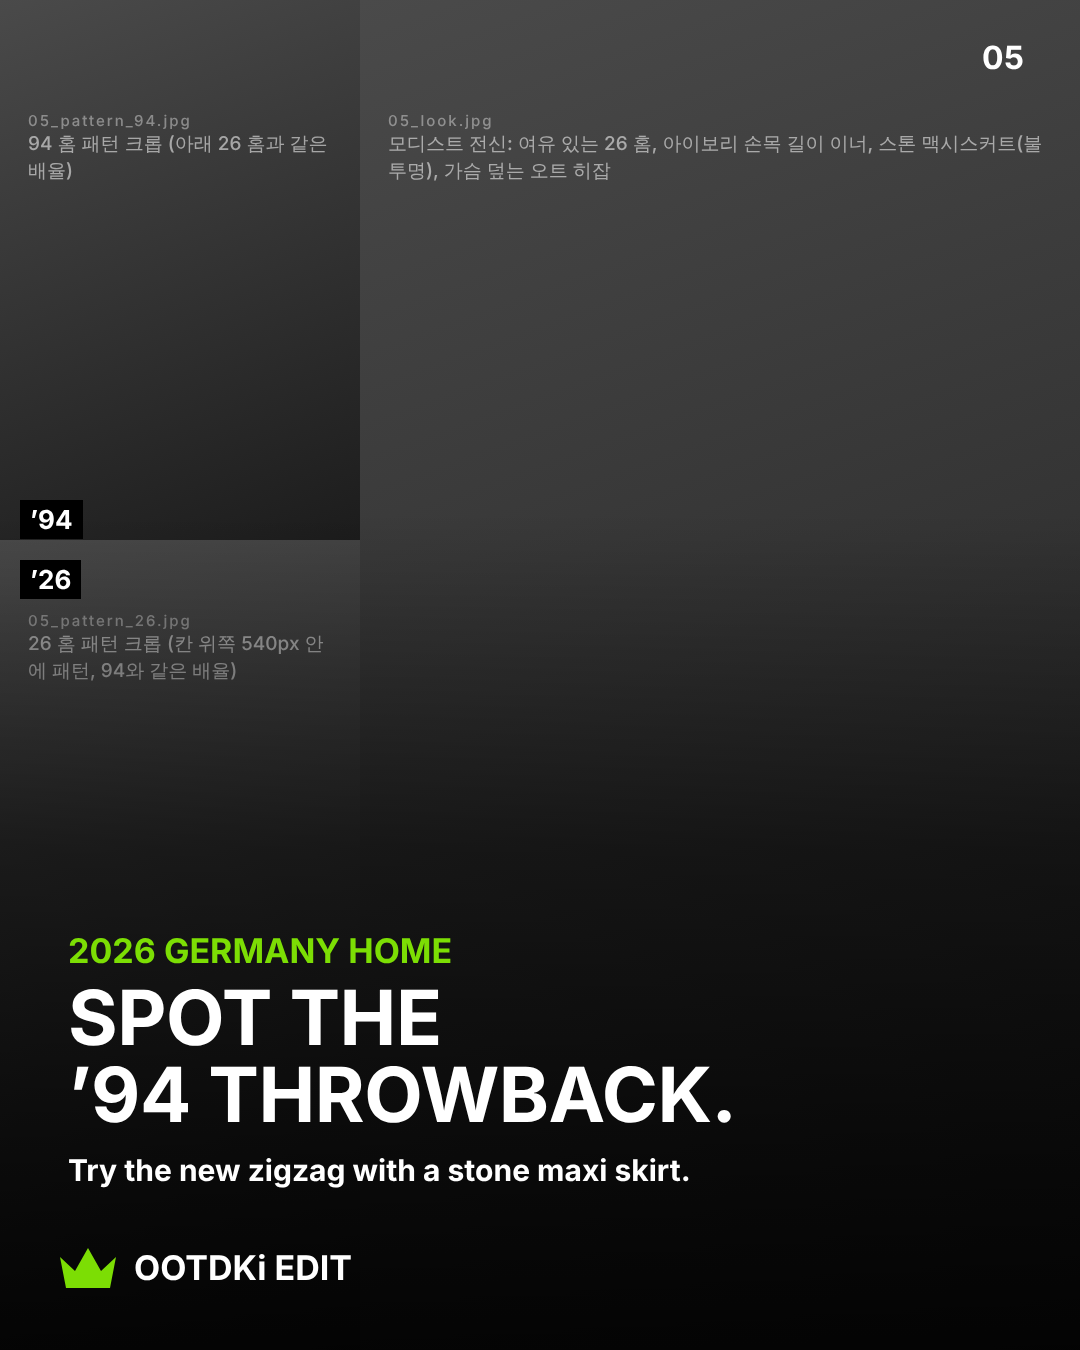 05
05_pattern_94.jpg
94 홈 패턴 크롭 (아래 26 홈과 같은
배율)
05_look.jpg
모디스트 전신: 여유 있는 26 홈, 아이보리 손목 길이 이너, 스톤 맥시스커트(불
투명), 가슴 덮는 오트 히잡
’94
’26
05_pattern_26.jpg
26 홈 패턴 크롭 (칸 위쪽 540px 안
에 패턴, 94와 같은 배율)
2026 GERMANY HOME
SPOT THE
’94 THROWBACK.
Try the new zigzag with a stone maxi skirt.
OOTDKi EDIT